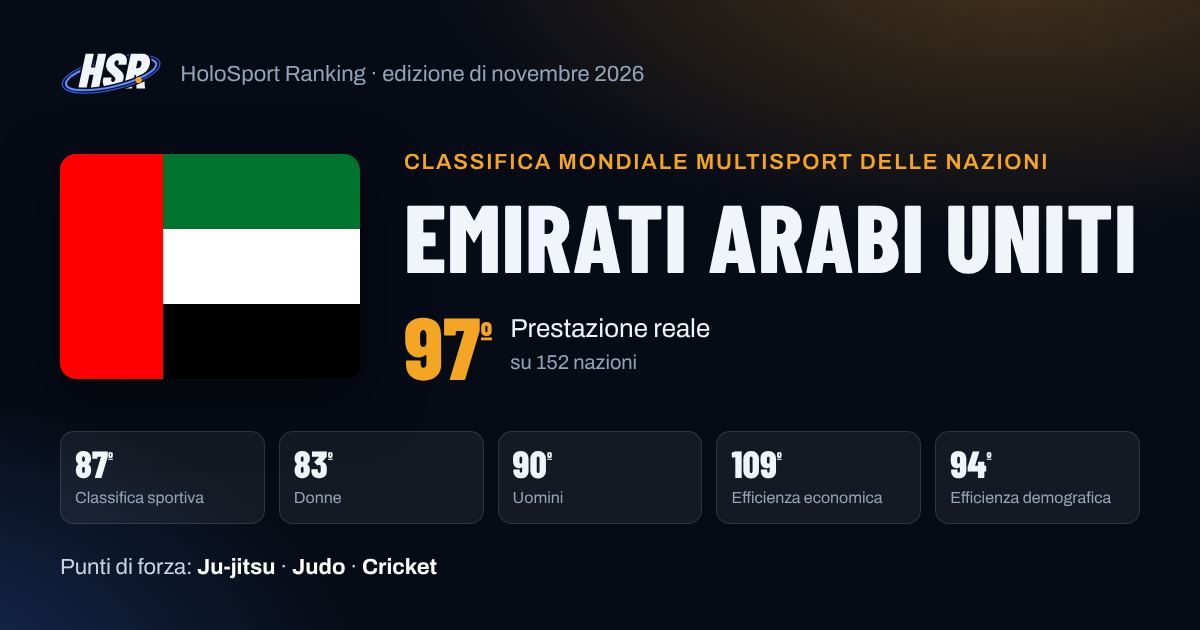 HSR
HoloSport Ranking · edizione di novembre 2026
CLASSIFICA MONDIALE MULTISPORT DELLE NAZIONI
EMIRATI ARABI UNITI
97º
Prestazione reale
su 152 nazioni
87º
Classifica sportiva
83º
Donne
90º
Uomini
109º
Efficienza economica
94º
Efficienza demografica
Punti di forza: Ju-jitsu · Judo · Cricket